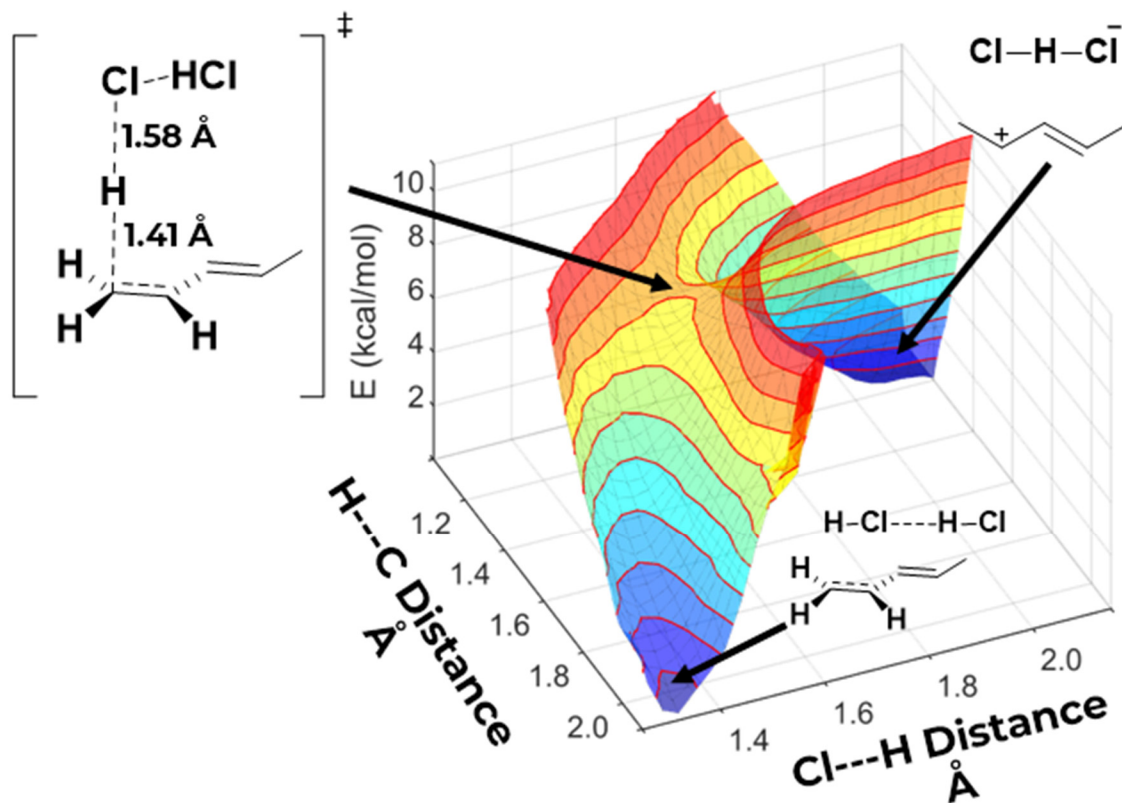 ‡
Cl---HCl
1.58 Å
H
1.41 Å
H
H
H
Cl—H—Cl⁻
+
E (kcal/mol)
10
8
6
4
2
H---C Distance
Å
1.2
1.4
1.6
1.8
2.0
H-Cl----H-Cl
H
H
H
1.4
1.6
1.8
2.0
Cl---H Distance
Å